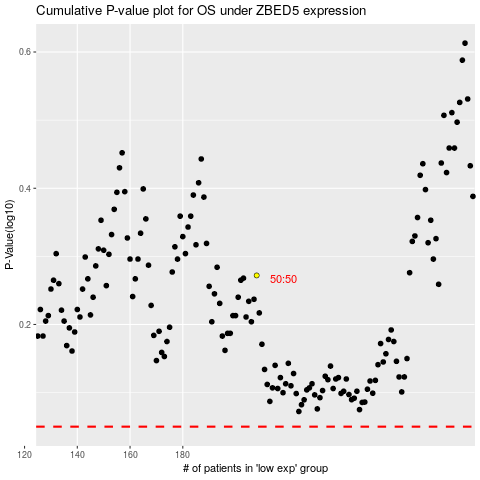 Cumulative P-value plot for OS under ZBED5 expression
P-Value(log10)
0.6
0.4
0.2
50:50
120 140 160 180
# of patients in 'low exp' group